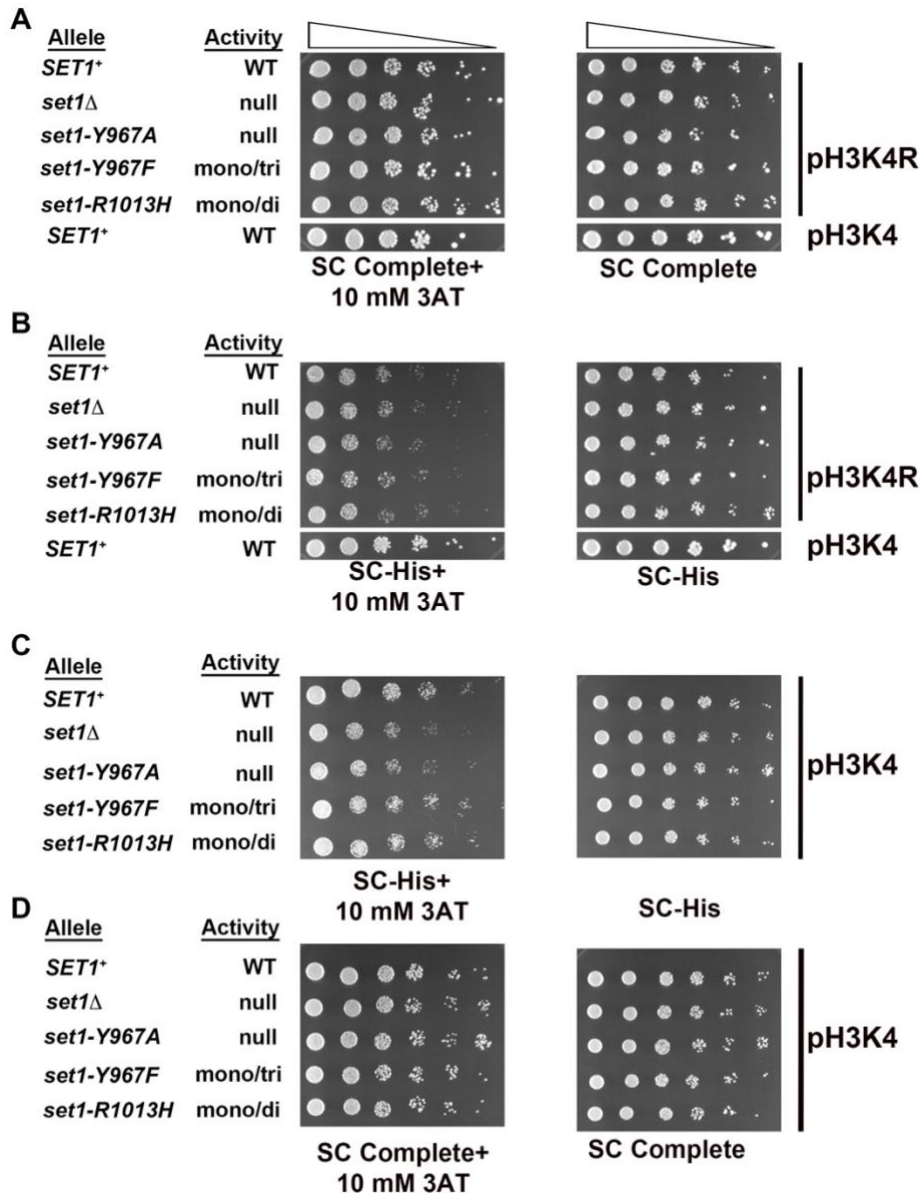 A
Allele Activity
SET1⁺ WT
set1Δ null
set1-Y967A null
set1-Y967F mono/tri
set1-R1013H mono/di
pH3K4R
SET1⁺ WT
pH3K4
SC Complete+
10 mM 3AT
SC Complete
B
Allele Activity
SET1⁺ WT
set1Δ null
set1-Y967A null
set1-Y967F mono/tri
set1-R1013H mono/di
pH3K4R
SET1⁺ WT
pH3K4
SC-His+
10 mM 3AT
SC-His
C
Allele Activity
SET1⁺ WT
set1Δ null
set1-Y967A null
set1-Y967F mono/tri
set1-R1013H mono/di
pH3K4
SC-His+
10 mM 3AT
SC-His
D
Allele Activity
SET1⁺ WT
set1Δ null
set1-Y967A null
set1-Y967F mono/tri
set1-R1013H mono/di
pH3K4
SC Complete+
10 mM 3AT
SC Complete